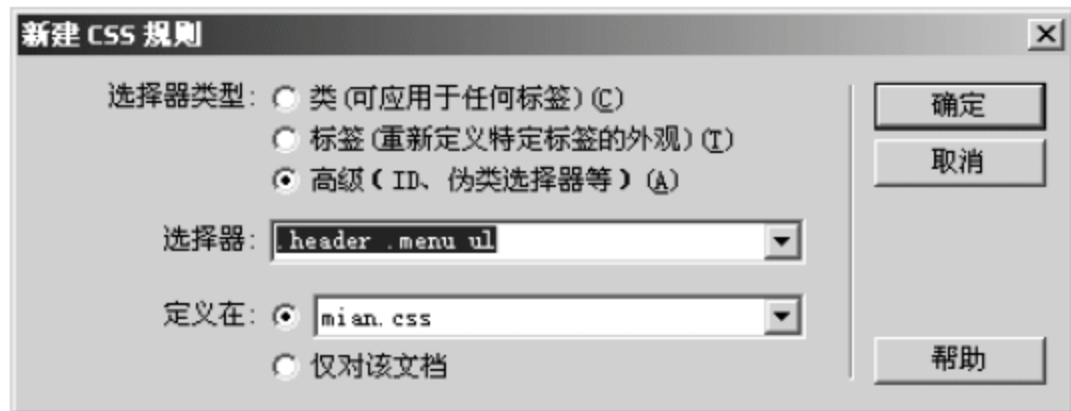 新建 CSS 规则
选择器类型: 类(可应用于任何标签)(C)
标签(重新定义特定标签的外观)(T)
高级(ID、伪类选择器等)(A)
选择器: .header .menu ul
定义在: mian.css
仅对该文档
确定
取消
帮助